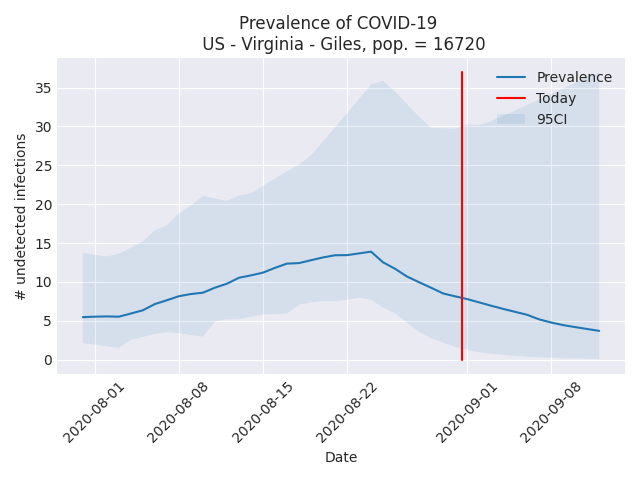 Prevalence of COVID-19
US - Virginia - Giles, pop. = 16720
# undetected infections
35
30
25
20
15
10
5
0
Prevalence
Today
95CI
2020-08-01
2020-08-08
2020-08-15
2020-08-22
2020-09-01
2020-09-08
Date